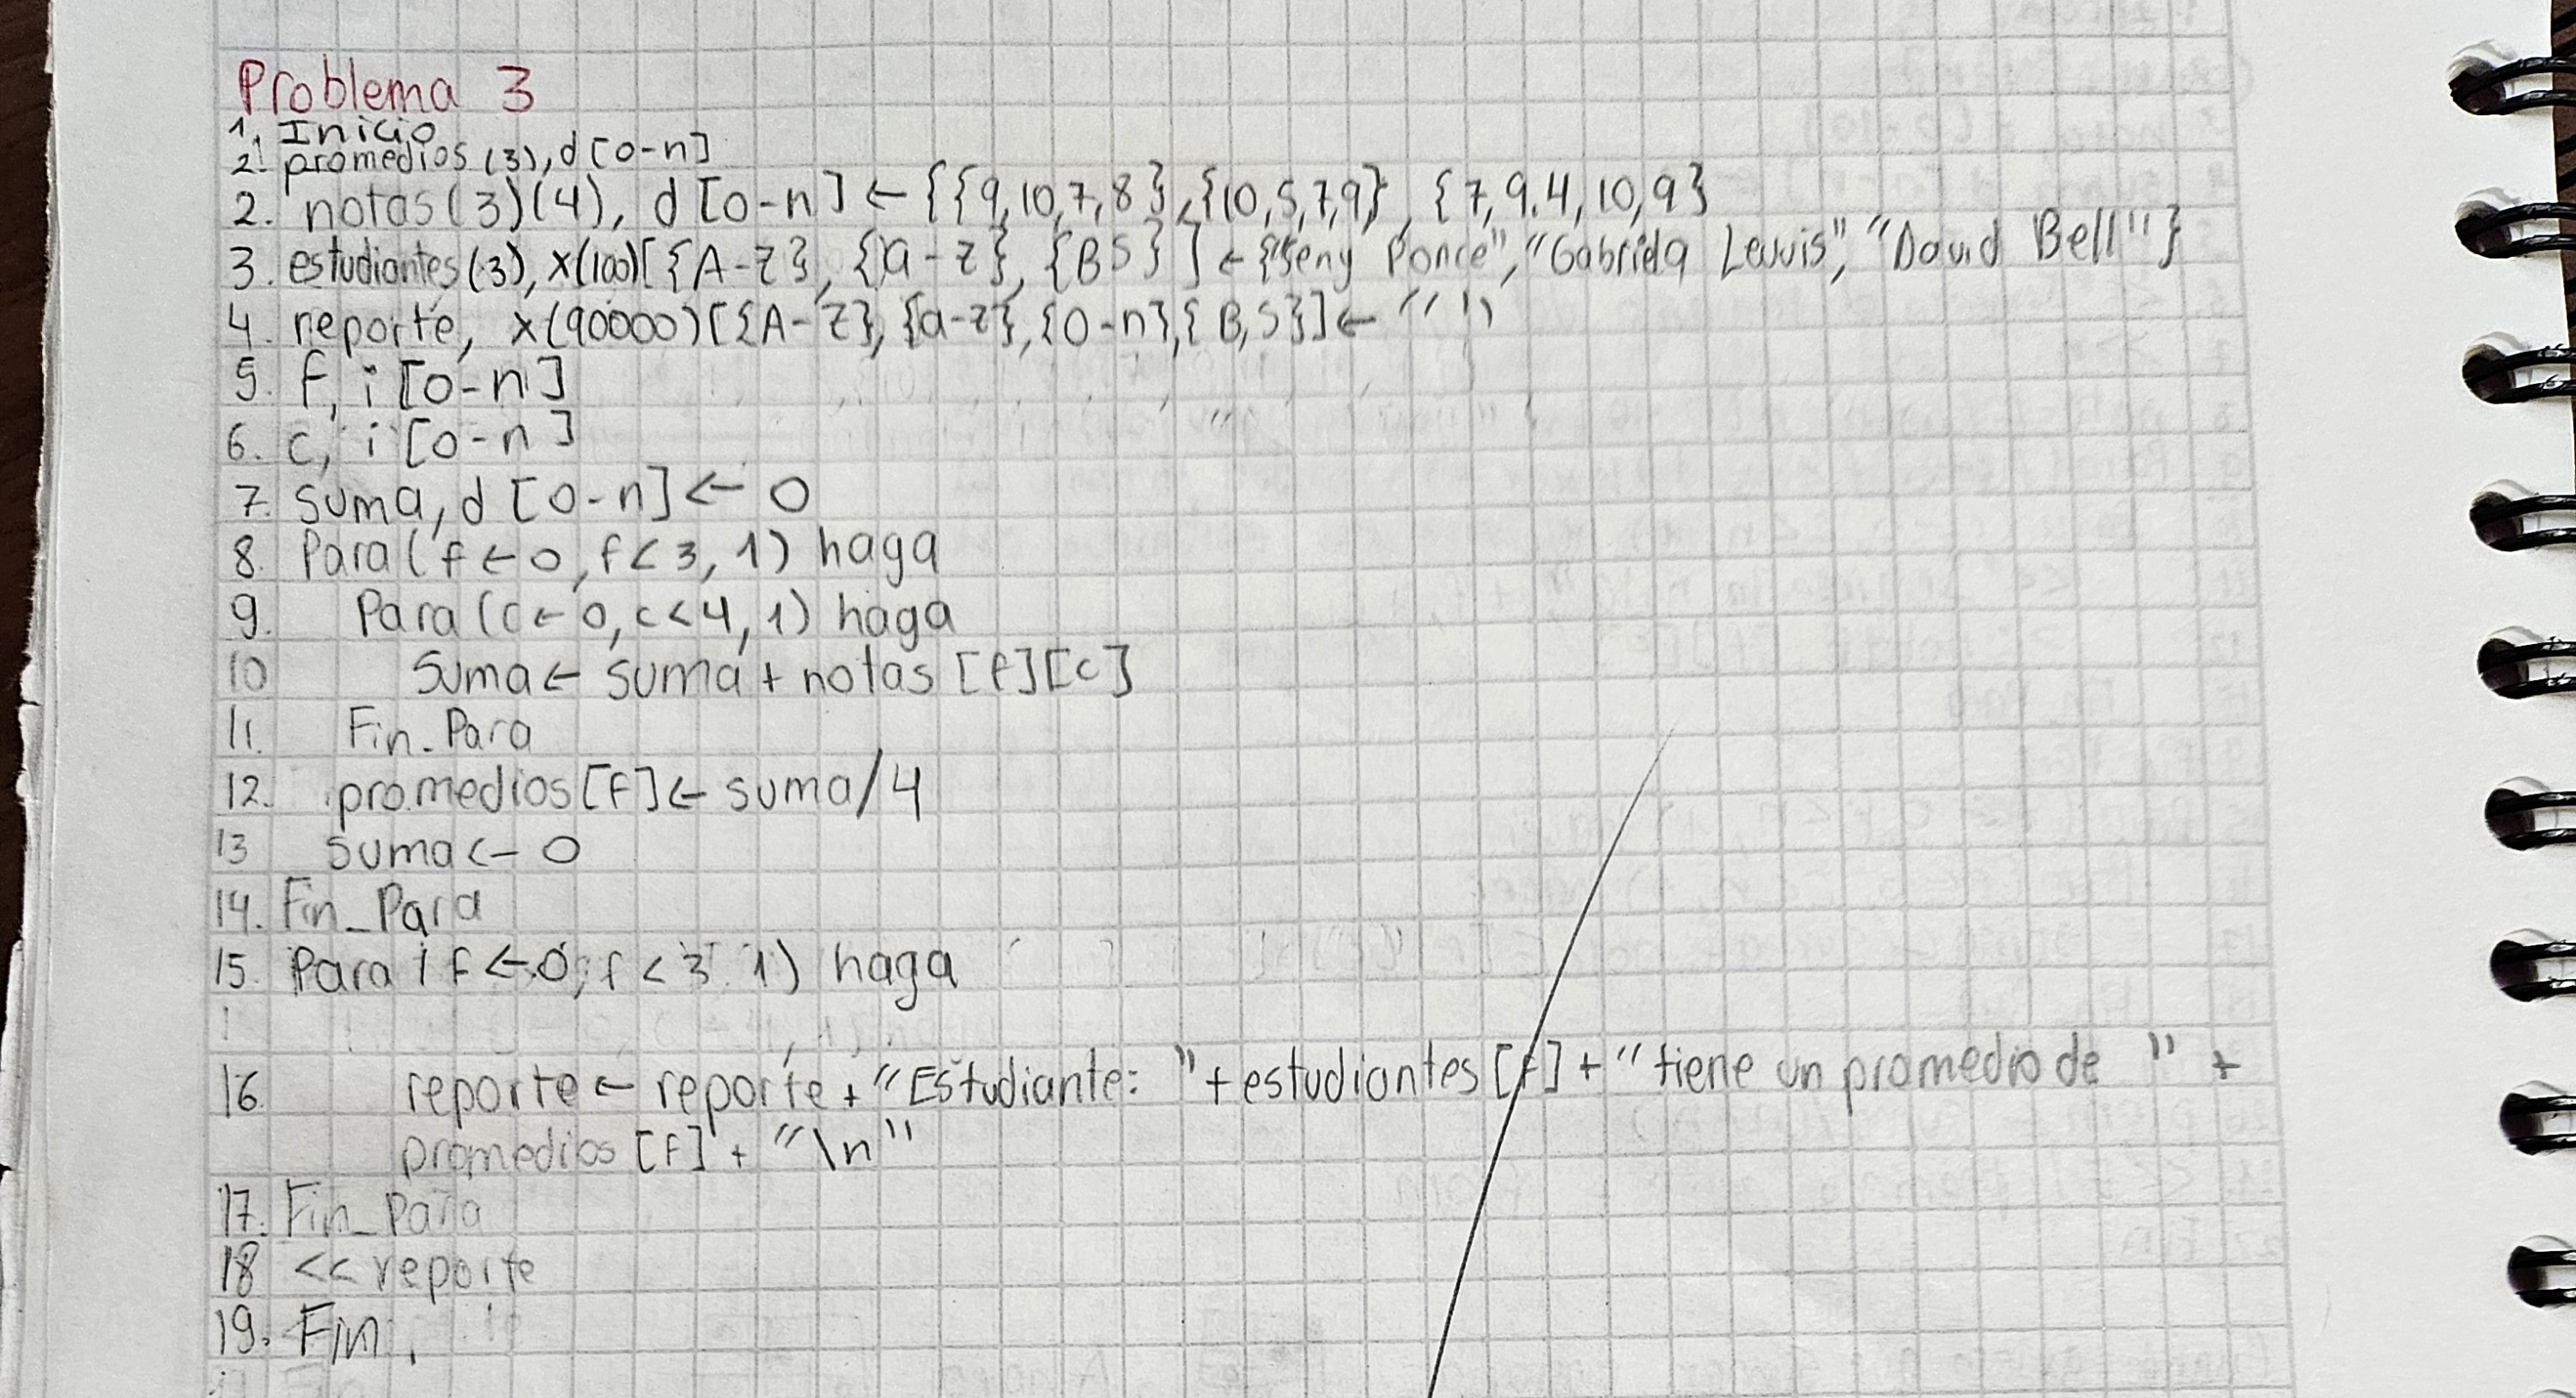 Problema 3
1. Inicio
2. promedios (3), d [0-n]
2. notas(3)(4), d [0-n] ← {{9,10,7,8},{10,5,7,9}, {7,9.4,10,9}
3. estudiantes(3), x(100)[{A-Z}, {a-z}, {BS}] ← {"Seny Ponce", "Gabriela Lewis", "David Bell"}
4. reporte, x(90000)[{A-Z}, {a-z}, {0-n}, {B,S}] ← " "
5. f, i [0-n]
6. c, i [0-n]
7. suma, d [0-n] ← 0
8. Para (f ← 0, f < 3, 1) haga
9. Para (c ← 0, c < 4, 1) haga
10 Suma ← suma + notas [f][c]
11. Fin_Para
12. promedios [f] ← suma/4
13 suma ← 0
14. Fin_Para
15. Para ( f ← 0, f < 3. 1) haga
16. reporte ← reporte + "Estudiante: " + estudiantes [f] + "tiene un promedio de " +
promedios [f] + "\n"
17. Fin_Para
18 << reporte
19. Fin.